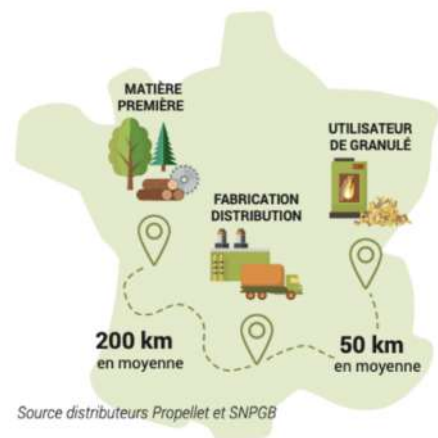 MATIÈRE
PREMIÈRE
UTILISATEUR
DE GRANULÉ
FABRICATION
DISTRIBUTION
200 km
en moyenne
50 km
en moyenne
Source distributeurs Propellet et SNPGB